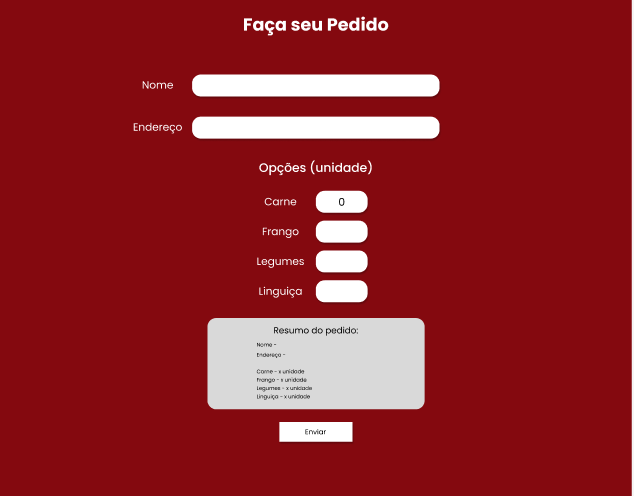 Faça seu Pedido
Nome
Endereço
Opções (unidade)
Carne 0
Frango
Legumes
Linguiça
Resumo do pedido:
Nome -
Endereço -
Carne - x unidade
Frango - x unidade
Legumes - x unidade
Linguiça - x unidade
Enviar